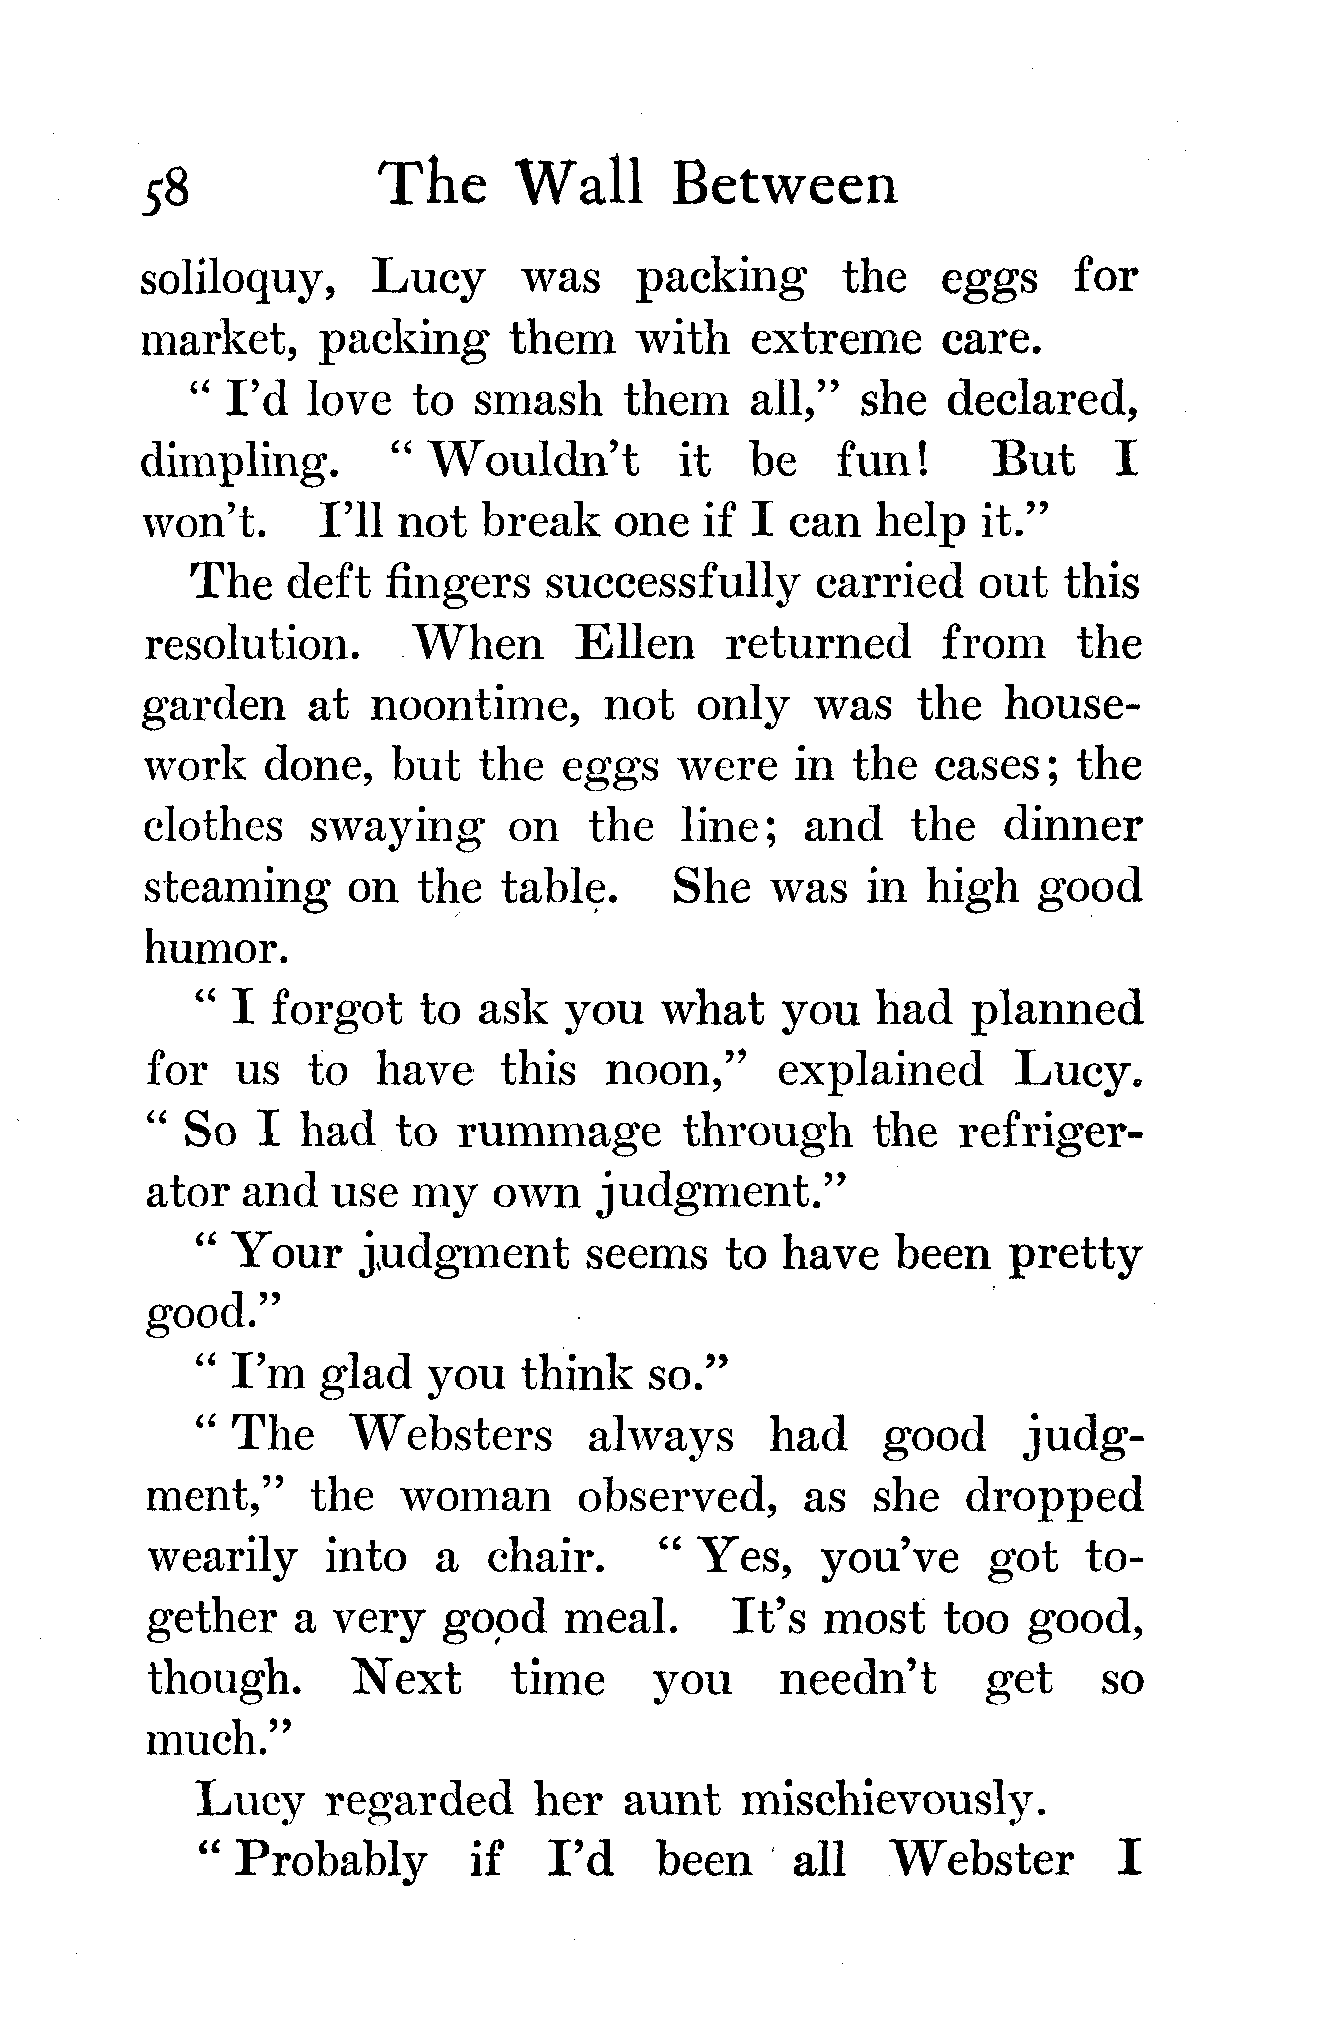 58 The Wall Between
soliloquy, Lucy was packing the eggs for
market, packing them with extreme care.
“ I’d love to smash them all,” she declared,
dimpling. “ Wouldn’t it be fun! But I
won’t. I’ll not break one if I can help it.”
The deft fingers successfully carried out this
resolution. When Ellen returned from the
garden at noontime, not only was the house-
work done, but the eggs were in the cases; the
clothes swaying on the line; and the dinner
steaming on the table. She was in high good
humor.
“ I forgot to ask you what you had planned
for us to have this noon,” explained Lucy.
“ So I had to rummage through the refriger-
ator and use my own judgment.”
“ Your judgment seems to have been pretty
good.”
“ I’m glad you think so.”
“ The Websters always had good judg-
ment,” the woman observed, as she dropped
wearily into a chair. “ Yes, you’ve got to-
gether a very good meal. It’s most too good,
though. Next time you needn’t get so
much.”
Lucy regarded her aunt mischievously.
“ Probably if I’d been all Webster I